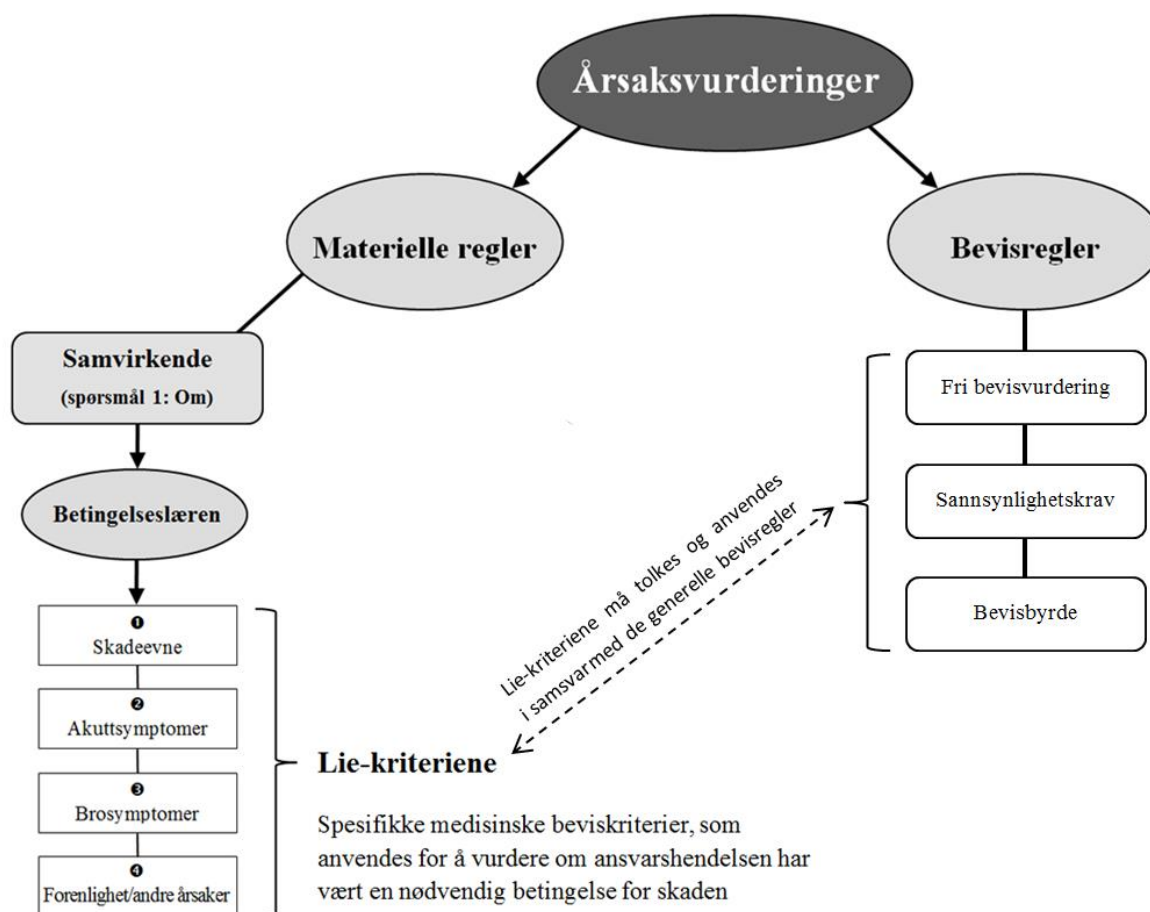 Årsaksvurderinger
Materielle regler
Bevisregler
Samvirkende
(spørsmål 1: Om)
Betingelseslæren
❶
Skadeevne
❷
Akuttsymptomer
❸
Brosymptomer
❹
Forenlighet/andre årsaker
Lie-kriteriene
Spesifikke medisinske beviskriterier, som
anvendes for å vurdere om ansvarshendelsen har
vært en nødvendig betingelse for skaden
Lie-kriteriene må tolkes og anvendes
i samsvarmed de generelle bevisregler
Fri bevisvurdering
Sannsynlighetskrav
Bevisbyrde